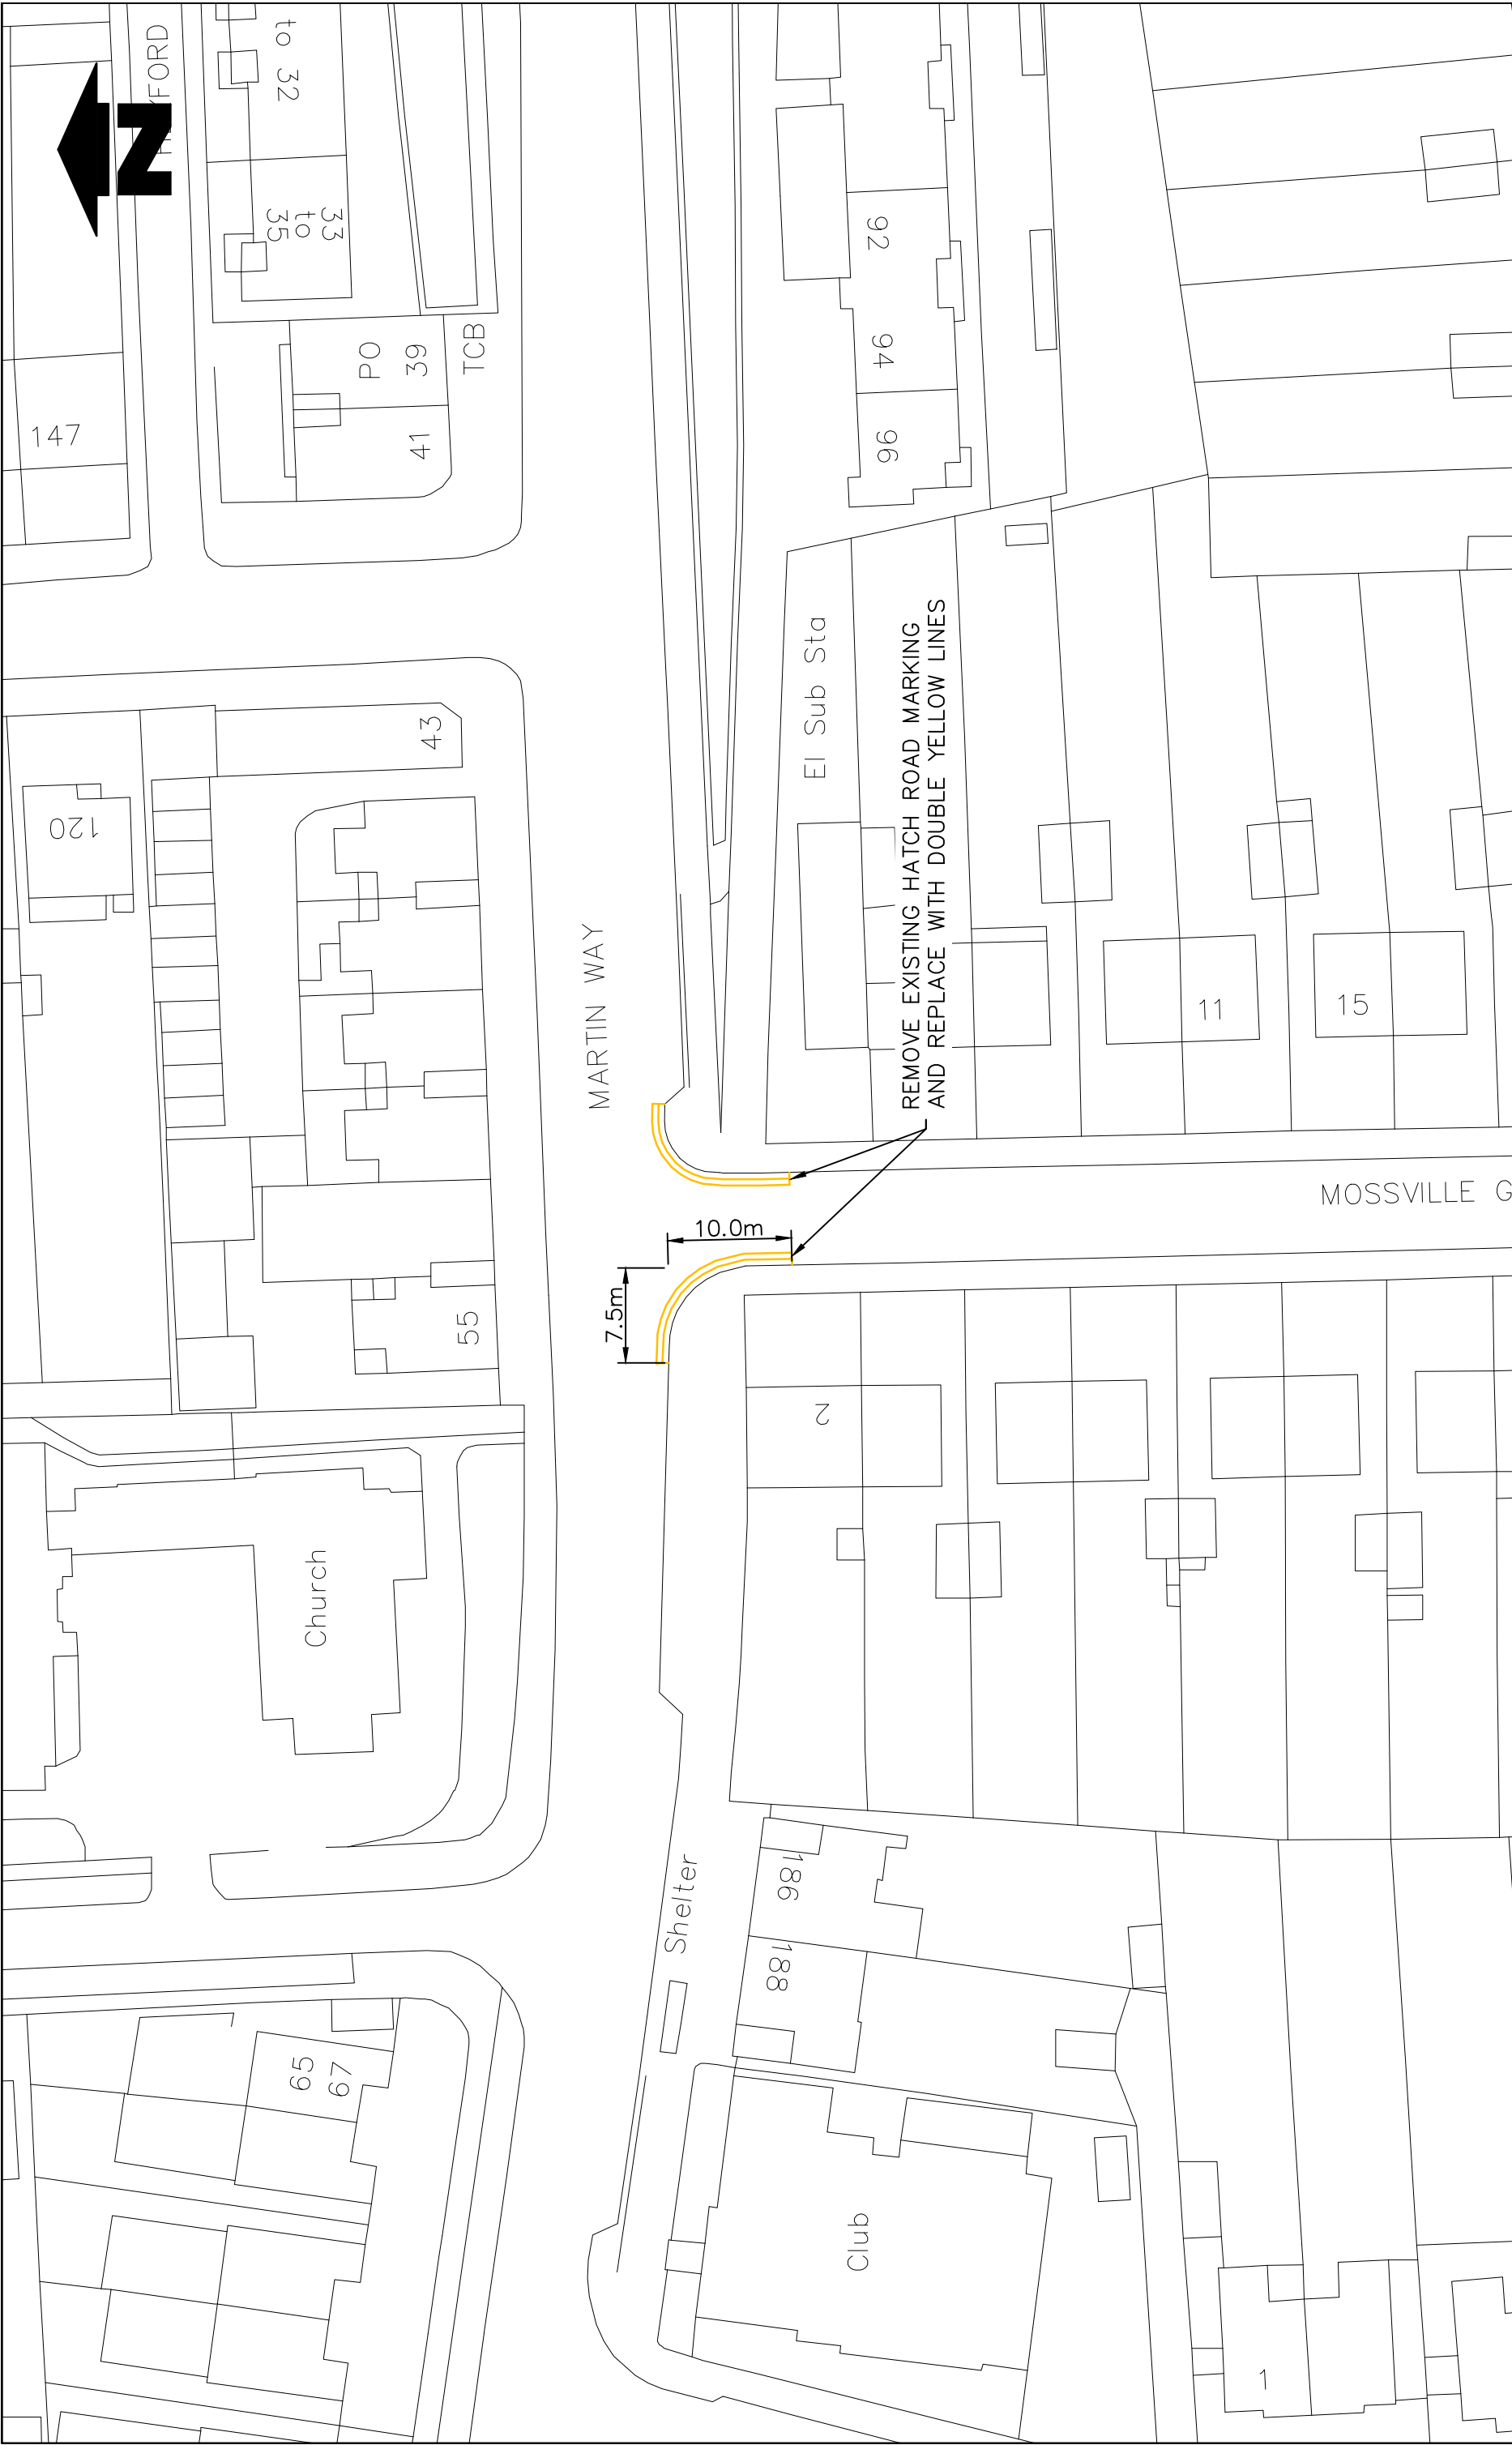 to 32
N
33
to
35
PO
39
TCB
41
147
92
94
96
43
120
El Sub Sta
REMOVE EXISTING HATCH ROAD MARKING
AND REPLACE WITH DOUBLE YELLOW LINES
MARTIN WAY
11
15
MOSSVILLE G
10.0m
7.5m
55
2
Church
Shelter
186
188
65
67
Club
1